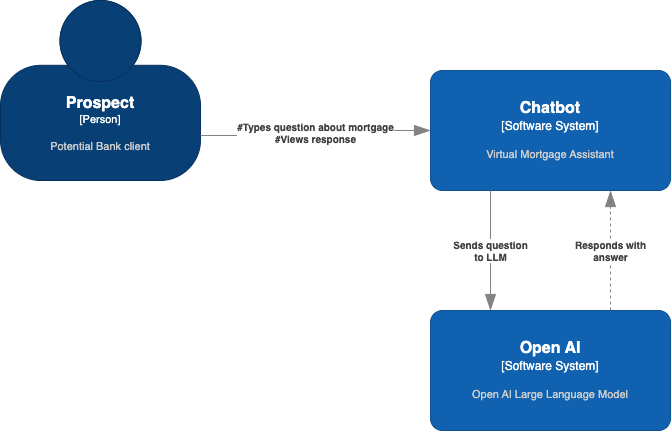 Prospect
[Person]
Potential Bank client
#Types question about mortgage
#Views response
Chatbot
[Software System]
Virtual Mortgage Assistant
Sends question
to LLM
Responds with
answer
Open AI
[Software System]
Open AI Large Language Model